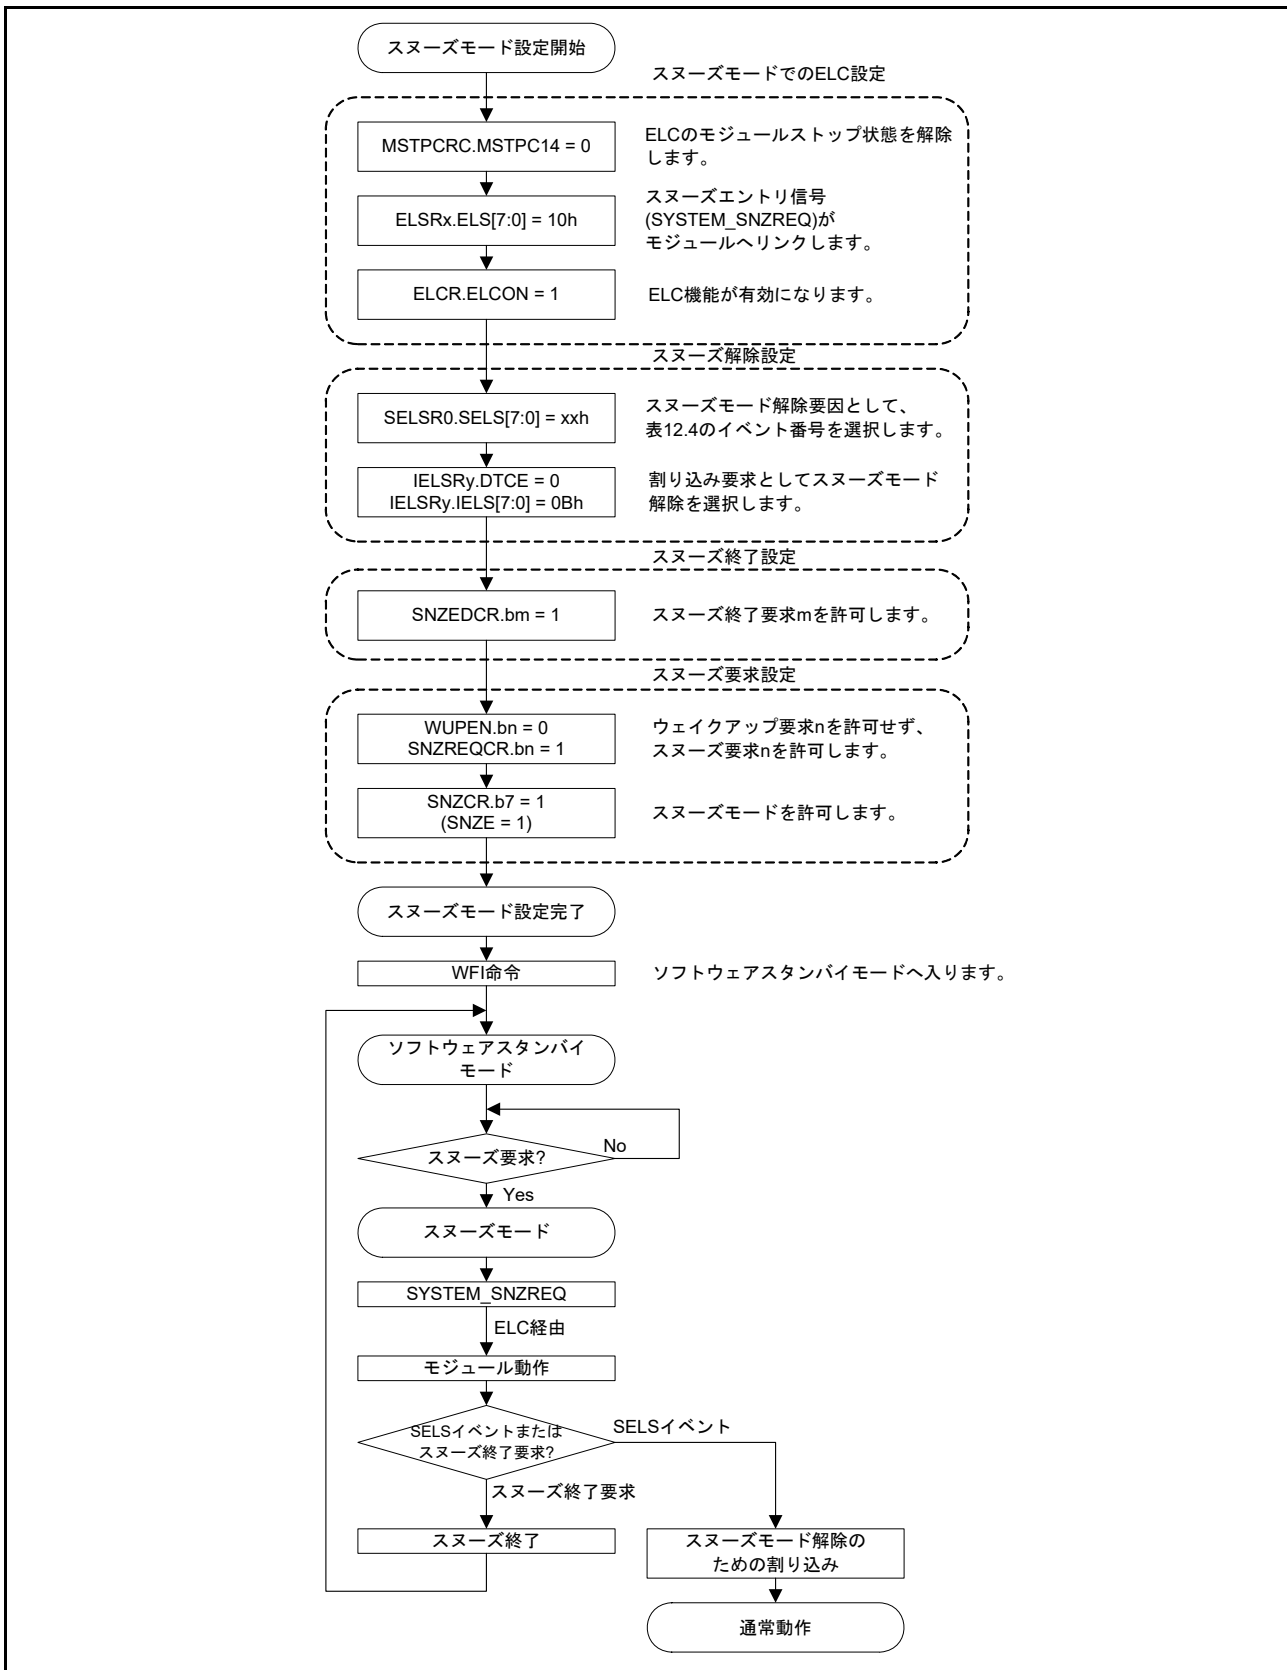 スヌーズモード設定開始
スヌーズモードでのELC設定
MSTPCRC.MSTPC14 = 0
ELCのモジュールストップ状態を解除
します。
ELSRx.ELS[7:0] = 10h
スヌーズエントリ信号
(SYSTEM_SNZREQ)が
モジュールへリンクします。
ELCR.ELCON = 1
ELC機能が有効になります。
スヌーズ解除設定
SELSR0.SELS[7:0] = xxh
スヌーズモード解除要因として、
表12.4のイベント番号を選択します。
IELSRy.DTCE = 0
IELSRy.IELS[7:0] = 0Bh
割り込み要求としてスヌーズモード
解除を選択します。
スヌーズ終了設定
SNZEDCR.bm = 1
スヌーズ終了要求mを許可します。
スヌーズ要求設定
WUPEN.bn = 0
SNZREQCR.bn = 1
ウェイクアップ要求nを許可せず、
スヌーズ要求nを許可します。
SNZCR.b7 = 1
(SNZE = 1)
スヌーズモードを許可します。
スヌーズモード設定完了
WFI命令
ソフトウェアスタンバイモードへ入ります。
ソフトウェアスタンバイ
モード
スヌーズ要求?
No
Yes
スヌーズモード
SYSTEM_SNZREQ
ELC経由
モジュール動作
SELSイベントまたは
スヌーズ終了要求?
SELSイベント
スヌーズ終了要求
スヌーズ終了
スヌーズモード解除の
ための割り込み
通常動作